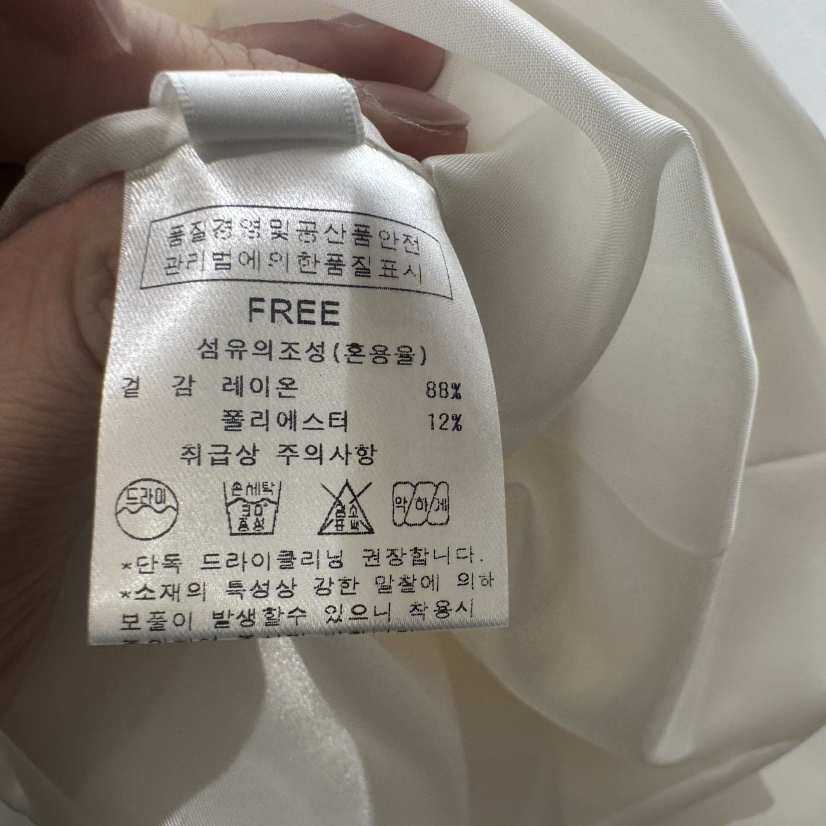 품질경영및공산품안전
관리법에의한품질표시
FREE
섬유의조성(혼용율)
겉 감 레이온 88%
폴리에스터 12%
취급상 주의사항
드라이 손세탁 30 중성 염소표백 약하게
*단독 드라이클리닝 권장합니다.
*소재의 특성상 강한 말찰에 의하
보풀이 발생할수 있으니 착용시